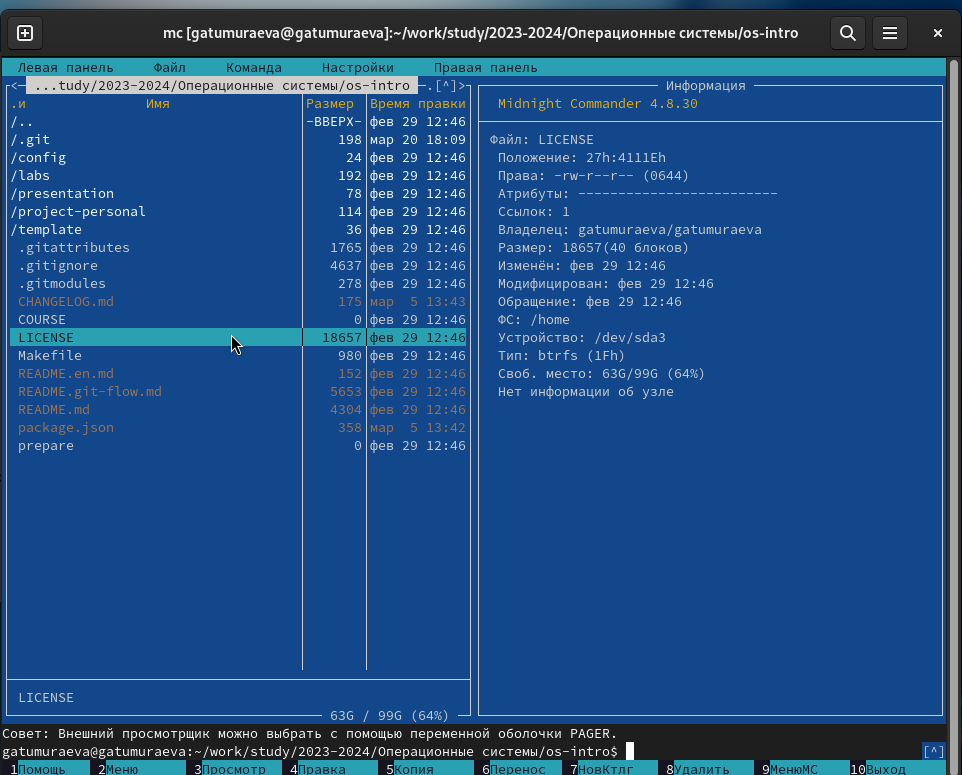 mc [gatumuraeva@gatumuraeva]:~/work/study/2023-2024/Операционные системы/os-intro
Левая панель Файл Команда Настройки Правая панель
<— ...tudy/2023-2024/Операционные системы/os-intro —.[^]>
.и Имя Размер Время правки
/.. -ВВЕРХ- фев 29 12:46
/.git 198 мар 20 18:09
/config 24 фев 29 12:46
/labs 192 фев 29 12:46
/presentation 78 фев 29 12:46
/project-personal 114 фев 29 12:46
/template 36 фев 29 12:46
.gitattributes 1765 фев 29 12:46
.gitignore 4637 фев 29 12:46
.gitmodules 278 фев 29 12:46
CHANGELOG.md 175 мар 5 13:43
COURSE 0 фев 29 12:46
LICENSE 18657 фев 29 12:46
Makefile 980 фев 29 12:46
README.en.md 152 фев 29 12:46
README.git-flow.md 5653 фев 29 12:46
README.md 4304 фев 29 12:46
package.json 358 мар 5 13:42
prepare 0 фев 29 12:46
LICENSE
63G / 99G (64%)
Информация
Midnight Commander 4.8.30
Файл: LICENSE
Положение: 27h:4111Eh
Права: -rw-r--r-- (0644)
Атрибуты: -------------------------
Ссылок: 1
Владелец: gatumuraeva/gatumuraeva
Размер: 18657(40 блоков)
Изменён: фев 29 12:46
Модифицирован: фев 29 12:46
Обращение: фев 29 12:46
ФС: /home
Устройство: /dev/sda3
Тип: btrfs (1Fh)
Своб. место: 63G/99G (64%)
Нет информации об узле
Совет: Внешний просмотрщик можно выбрать с помощью переменной оболочки PAGER.
gatumuraeva@gatumuraeva:~/work/study/2023-2024/Операционные системы/os-intro$ [^]
1Помощь 2Меню 3Просмотр 4Правка 5Копия 6Перенос 7НовКтлг 8Удалить 9МенюМС 10Выход